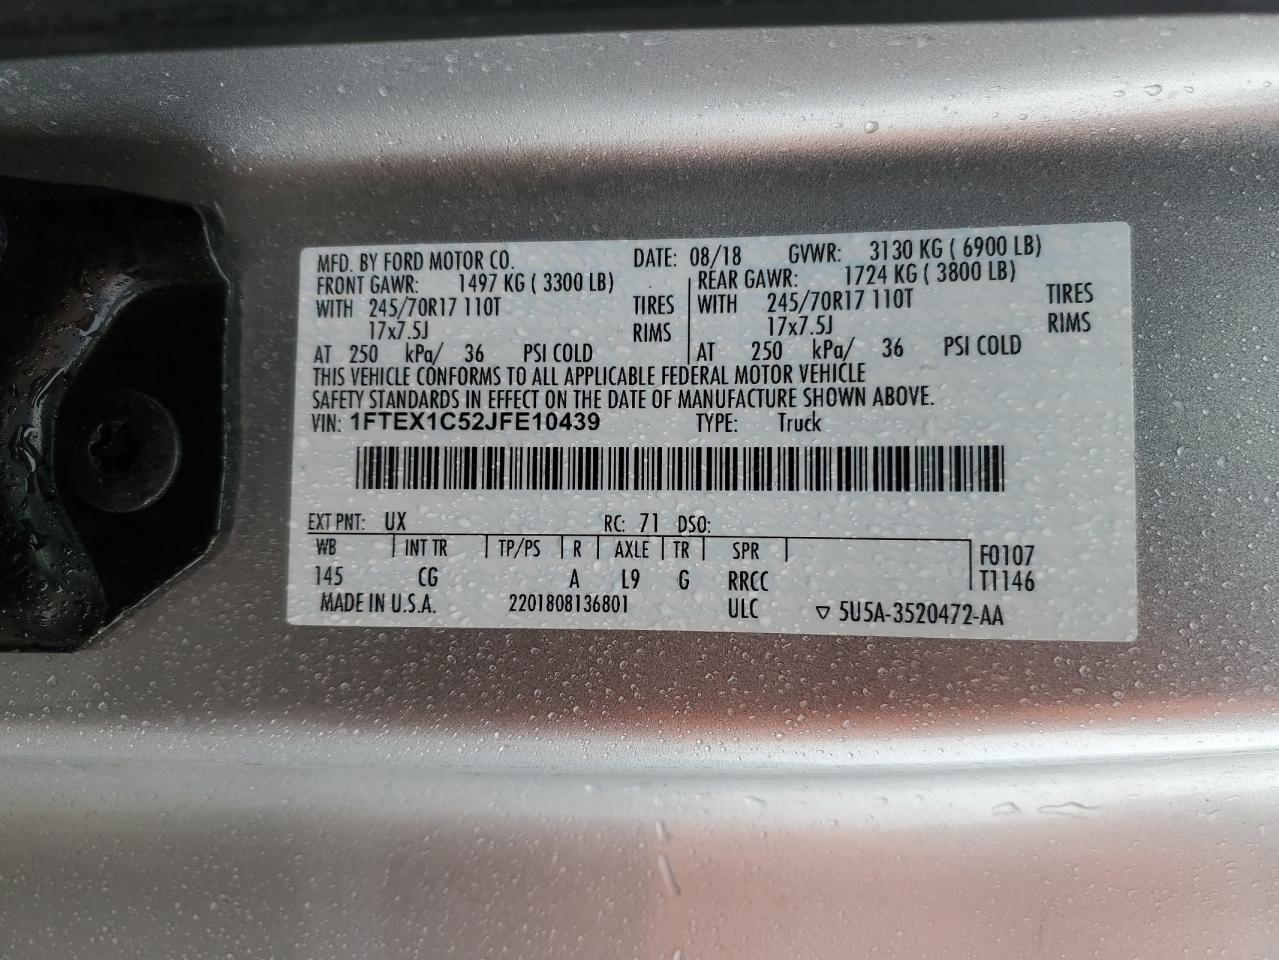 MFD. BY FORD MOTOR CO. DATE: 08/18 GVWR: 3130 KG ( 6900 LB)
FRONT GAWR: 1497 KG ( 3300 LB) REAR GAWR: 1724 KG ( 3800 LB)
WITH 245/70R17 110T TIRES WITH 245/70R17 110T TIRES
17x7.5J RIMS 17x7.5J RIMS
AT 250 kPa/ 36 PSI COLD AT 250 kPa/ 36 PSI COLD
THIS VEHICLE CONFORMS TO ALL APPLICABLE FEDERAL MOTOR VEHICLE
SAFETY STANDARDS IN EFFECT ON THE DATE OF MANUFACTURE SHOWN ABOVE.
VIN: 1FTEX1C52JFE10439 TYPE: Truck
EXT PNT: UX RC: 71 DSO:
WB INT TR TP/PS R AXLE TR SPR F0107
145 CG A L9 G RRCC T1146
MADE IN U.S.A. 2201808136801 ULC ▽ 5U5A-3520472-AA